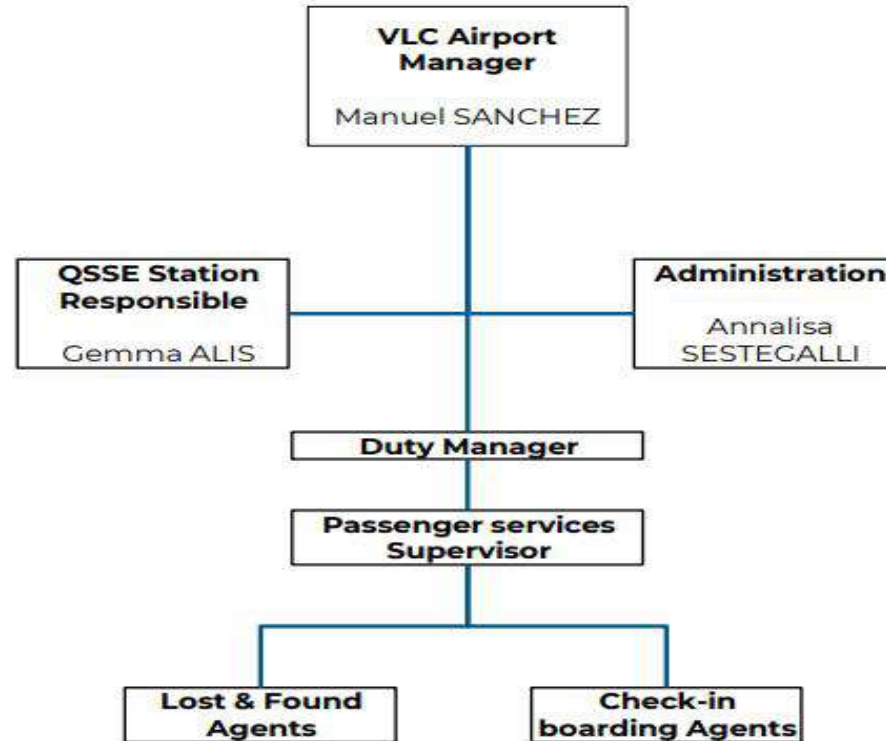 VLC Airport
Manager
Manuel SANCHEZ
QSSE Station
Responsible
Gemma ALIS
Administration
Annalisa
SESTEGALLI
Duty Manager
Passenger services
Supervisor
Lost & Found
Agents
Check-in
boarding Agents